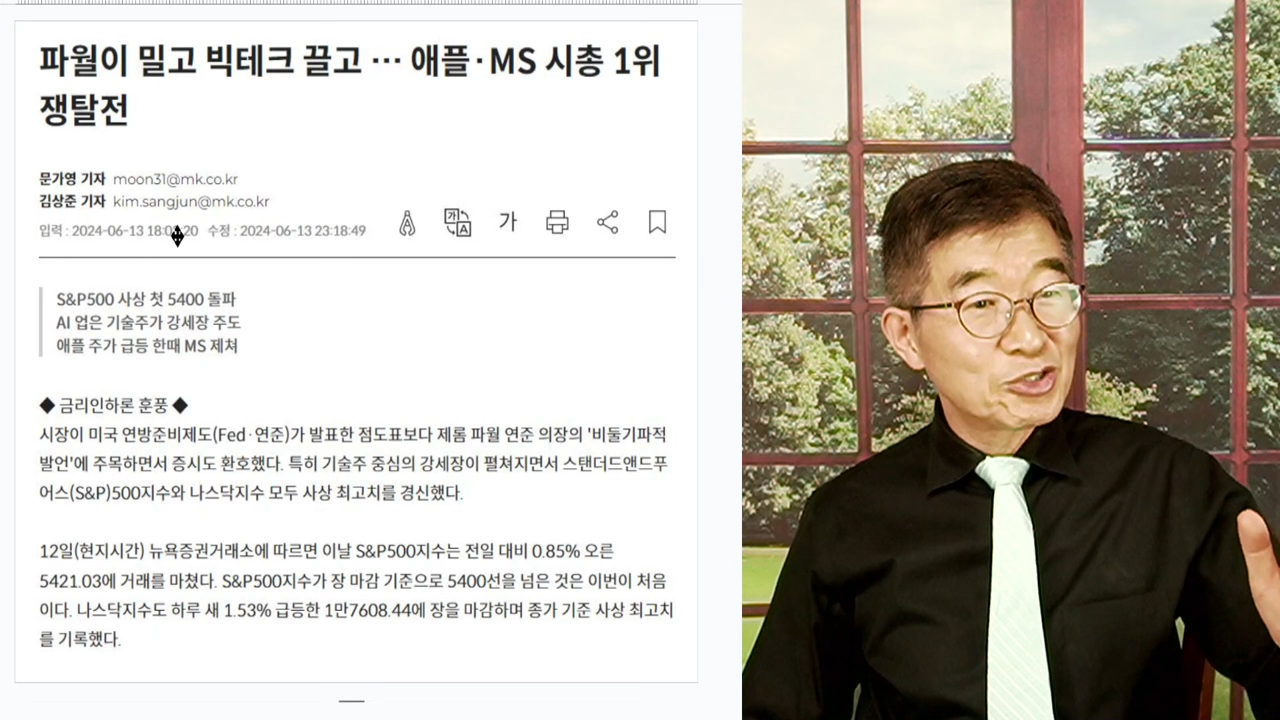 파월이 밀고 빅테크 끌고 … 애플·MS 시총 1위
쟁탈전
문가영 기자 moon31@mk.co.kr
김상준 기자 kim.sangjun@mk.co.kr
입력 : 2024-06-13 20 수정 : 2024-06-13 23:18:49
가 A 가
S&P500 사상 첫 5400 돌파
AI 업은 기술주가 강세장 주도
애플 주가 급등 한때 MS 제쳐
◆ 금리인하론 훈풍 ◆
시장이 미국 연방준비제도(Fed·연준)가 발표한 점도표보다 제롬 파월 연준 의장의 '비둘기파적
발언'에 주목하면서 증시도 환호했다. 특히 기술주 중심의 강세장이 펼쳐지면서 스탠더드앤드푸
어스(S&P)500지수와 나스닥지수 모두 사상 최고치를 경신했다.
12일(현지시간) 뉴욕증권거래소에 따르면 이날 S&P500지수는 전일 대비 0.85% 오른
5421.03에 거래를 마쳤다. S&P500지수가 장 마감 기준으로 5400선을 넘은 것은 이번이 처음
이다. 나스닥지수도 하루 새 1.53% 급등한 1만7608.44에 장을 마감하며 종가 기준 사상 최고치
를 기록했다.